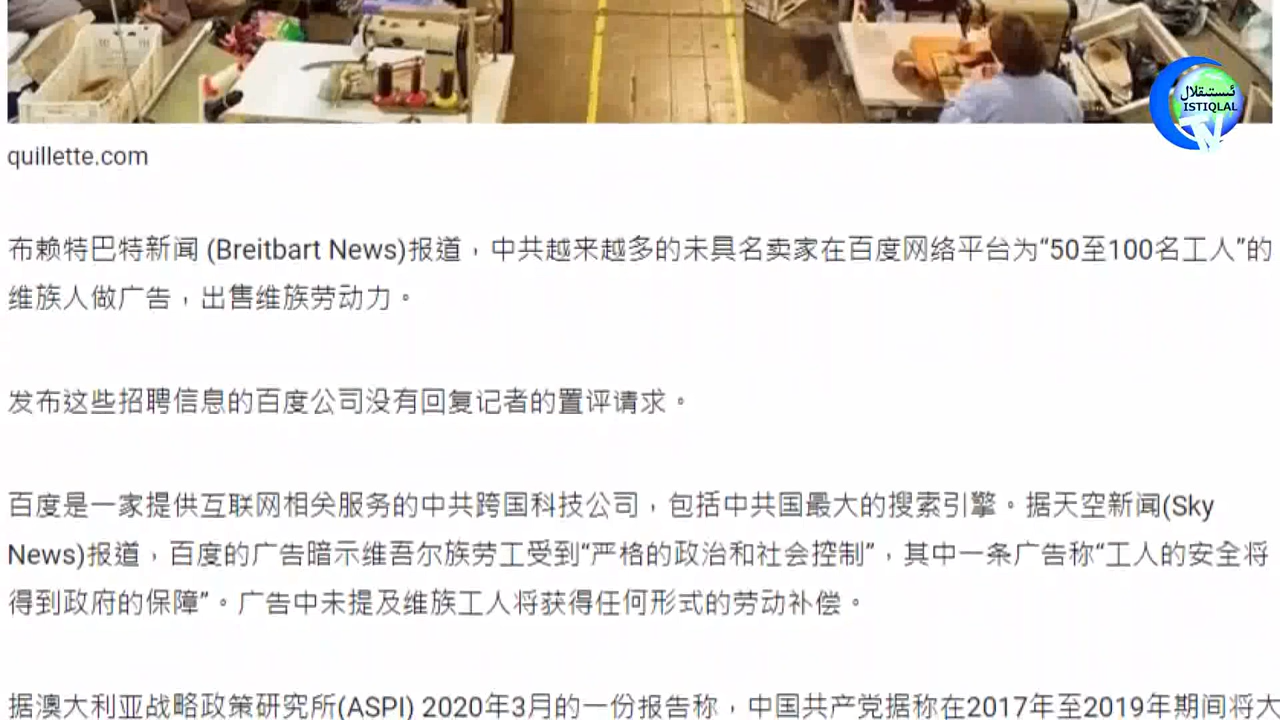 ئىستىقلال
ISTIQLAL
TV
quillette.com
布赖特巴特新闻 (Breitbart News)报道，中共越来越多的未具名卖家在百度网络平台为“50至100名工人”的
维族人做广告，出售维族劳动力。
发布这些招聘信息的百度公司没有回复记者的置评请求。
百度是一家提供互联网相关服务的中共跨国科技公司，包括中共国最大的搜索引擎。据天空新闻(Sky
News)报道，百度的广告暗示维吾尔族劳工受到“严格的政治和社会控制”，其中一条广告称“工人的安全将
得到政府的保障”。广告中未提及维族工人将获得任何形式的劳动补偿。
据澳大利亚战略政策研究所(ASPI) 2020年3月的一份报告称，中国共产党据称在2017年至2019年期间将大